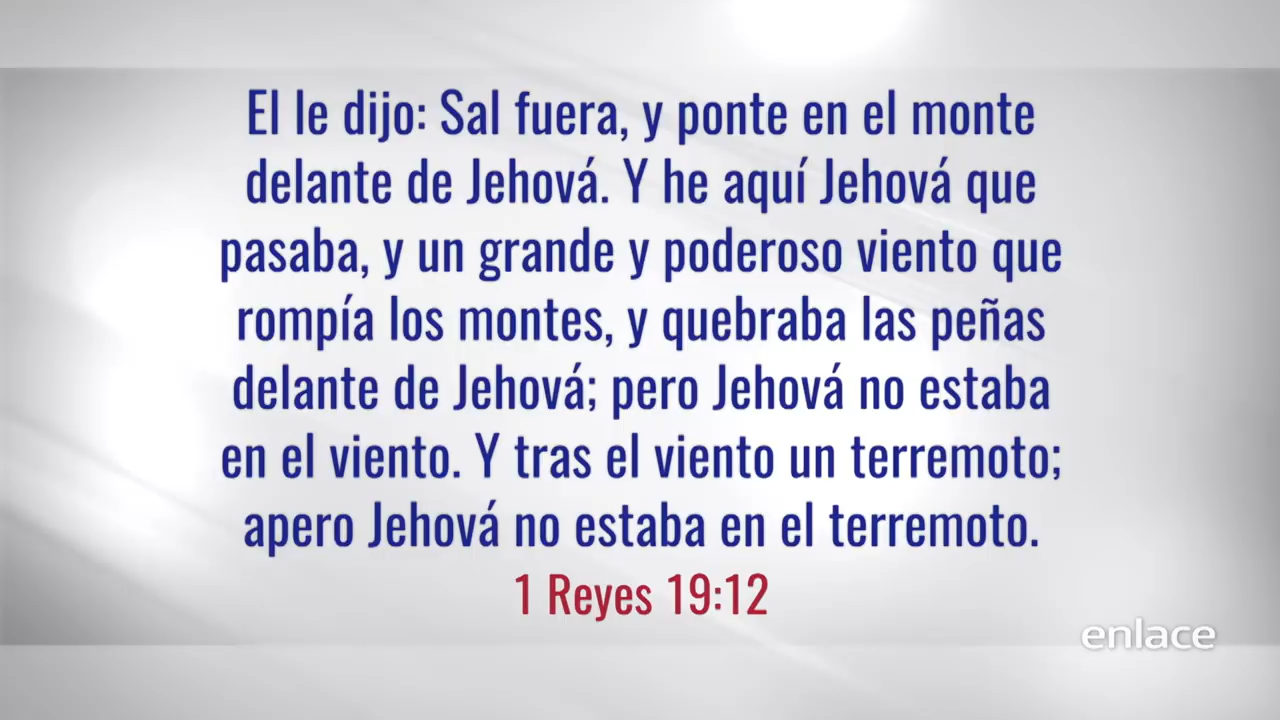 El le dijo: Sal fuera, y ponte en el monte
delante de Jehová. Y he aquí Jehová que
pasaba, y un grande y poderoso viento que
rompía los montes, y quebraba las peñas
delante de Jehová; pero Jehová no estaba
en el viento. Y tras el viento un terremoto;
apero Jehová no estaba en el terremoto.
1 Reyes 19:12
enlace